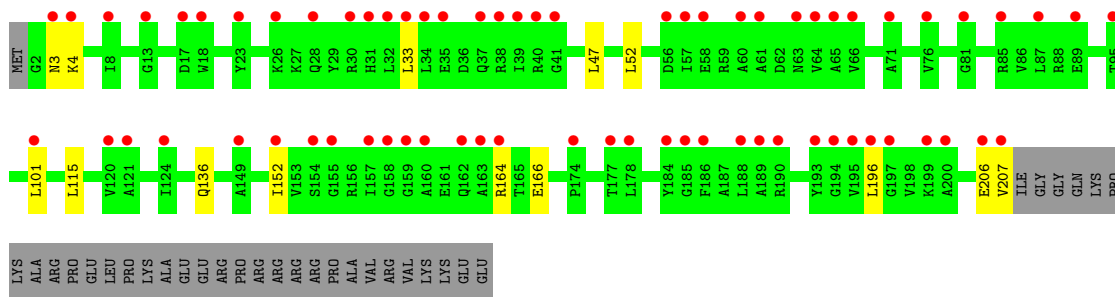 MET G2 N3 K4 I8 G13 D17 W18 Y23 K26 K27 Q28 Y29 R30 H31 L32 L33 L34 E35 D36 Q37 R38 I39 R40 G41 L47 L52 D56 I57 E58 R59 A60 A61 D62 N63 V64 A65 V66 A71 V76 G81 R85 V86 L87 R88 E89 T95
L101 L115 V120 A121 I124 Q136 A149 I152 V153 S154 G155 R156 I157 G158 G159 A160 E161 Q162 A163 R164 T165 E166 P174 T177 L178 Y184 G185 F186 A187 L188 A189 R190 Y193 G194 V195 L196 G197 V198 K199 A200 E206 V207 ILE GLY GLY GLN LYS PRO
LYS ALA ARG PRO GLU LEU PRO LYS ALA GLU GLU ARG PRO ARG ARG ARG PRO ALA VAL ARG VAL LYS LYS GLU GLU